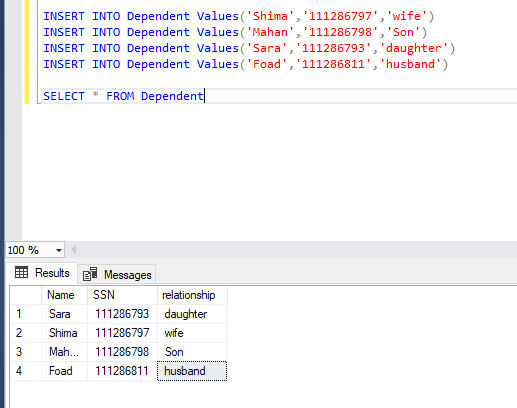 INSERT INTO Dependent Values('Shima','111286797','wife')
INSERT INTO Dependent Values('Mahan','111286798','Son')
INSERT INTO Dependent Values('Sara','111286793','daughter')
INSERT INTO Dependent Values('Foad','111286811','husband')
SELECT * FROM Dependent
100 %
Results Messages
Name SSN relationship
1 Sara 111286793 daughter
2 Shima 111286797 wife
3 Mah... 111286798 Son
4 Foad 111286811 husband